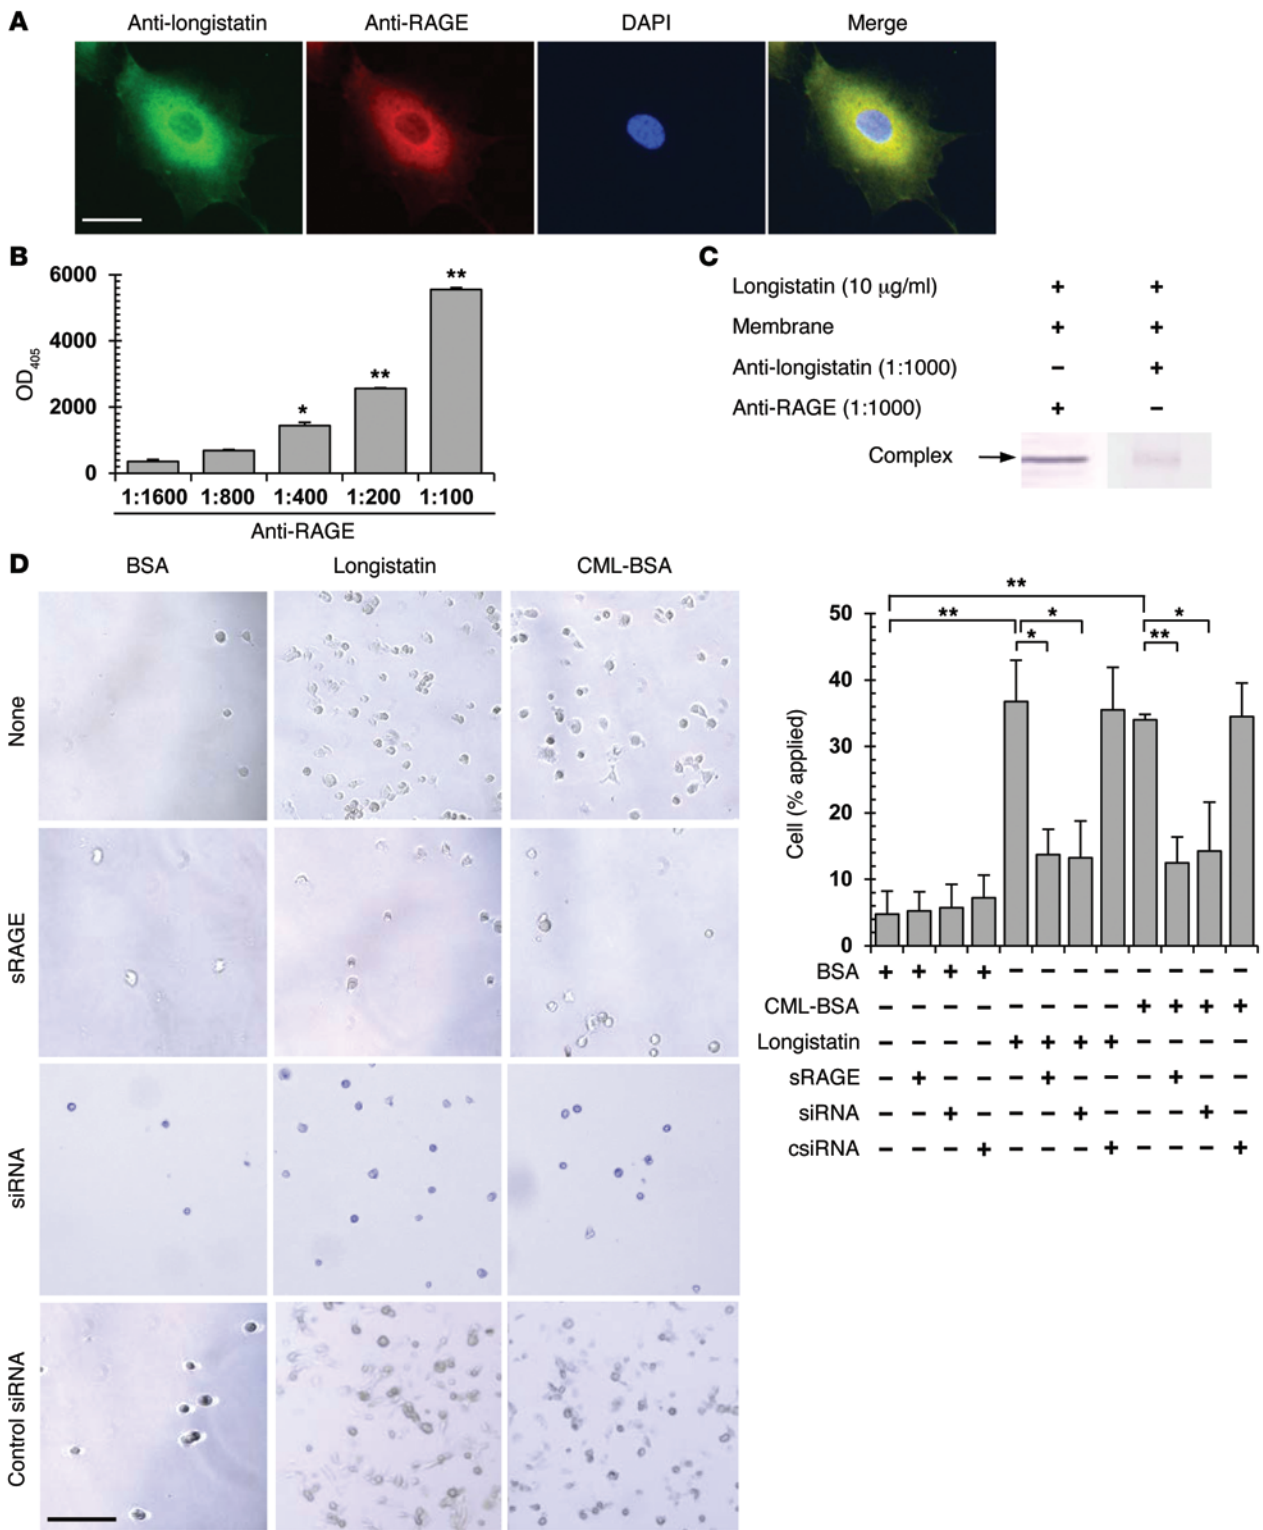 A
Anti-longistatin Anti-RAGE DAPI Merge
B
6000
4000
2000
0
OD405
** ** *
1:1600 1:800 1:400 1:200 1:100
Anti-RAGE
C
Longistatin (10 μg/ml) + +
Membrane + +
Anti-longistatin (1:1000) − +
Anti-RAGE (1:1000) + −
Complex
D
BSA Longistatin CML-BSA
None
sRAGE
siRNA
Control siRNA
**
** * *
* **
50
40
30
20
10
0
Cell (% applied)
BSA + + + + − − − − − − − −
CML-BSA − − − − − − − − + + + +
Longistatin − − − − + + + + − − − −
sRAGE − + − − − + − − − + − −
siRNA − − + − − − + − − − + −
csiRNA − − − + − − − + − − − +